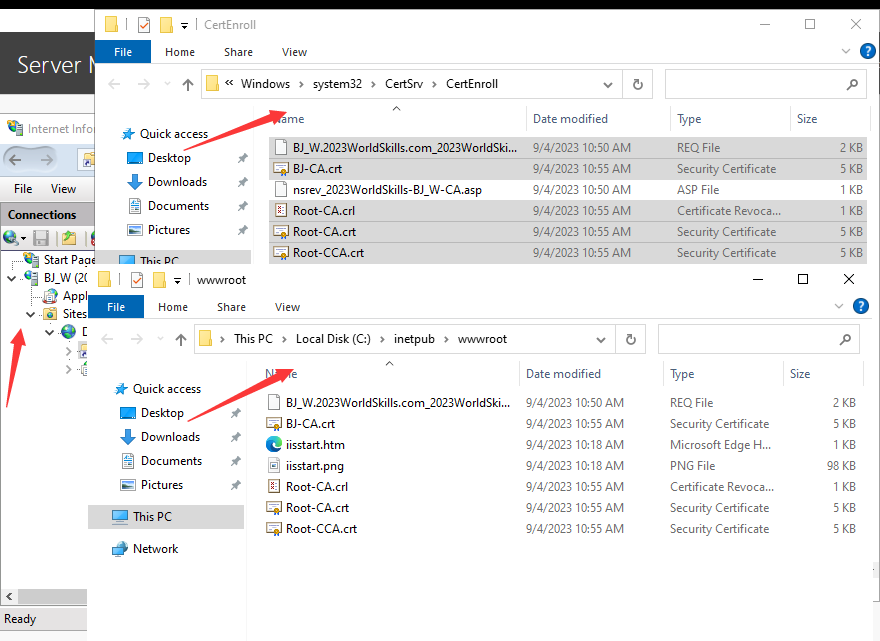 CertEnroll
Server
File Home Share View
Windows system32 CertSrv CertEnroll
Internet Info
Name Date modified Type Size
Quick access
Desktop
Downloads
Documents
Pictures
This PC
BJ_W.2023WorldSkills.com_2023WorldSki... 9/4/2023 10:50 AM REQ File 2 KB
BJ-CA.crt 9/4/2023 10:55 AM Security Certificate 5 KB
nsrev_2023WorldSkills-BJ_W-CA.asp 9/4/2023 10:50 AM ASP File 1 KB
Root-CA.crl 9/4/2023 10:55 AM Certificate Revoca... 1 KB
Root-CA.crt 9/4/2023 10:55 AM Security Certificate 5 KB
Root-CCA.crt 9/4/2023 10:55 AM Security Certificate 5 KB
File View
Connections
Start Page
BJ_W (20
Appl
Sites
D
Ready
wwwroot
File Home Share View
This PC Local Disk (C:) inetpub wwwroot
Name Date modified Type Size
Quick access
Desktop
Downloads
Documents
Pictures
This PC
Network
BJ_W.2023WorldSkills.com_2023WorldSki... 9/4/2023 10:50 AM REQ File 2 KB
BJ-CA.crt 9/4/2023 10:55 AM Security Certificate 5 KB
iisstart.htm 9/4/2023 10:18 AM Microsoft Edge H... 1 KB
iisstart.png 9/4/2023 10:18 AM PNG File 98 KB
Root-CA.crl 9/4/2023 10:55 AM Certificate Revoca... 1 KB
Root-CA.crt 9/4/2023 10:55 AM Security Certificate 5 KB
Root-CCA.crt 9/4/2023 10:55 AM Security Certificate 5 KB